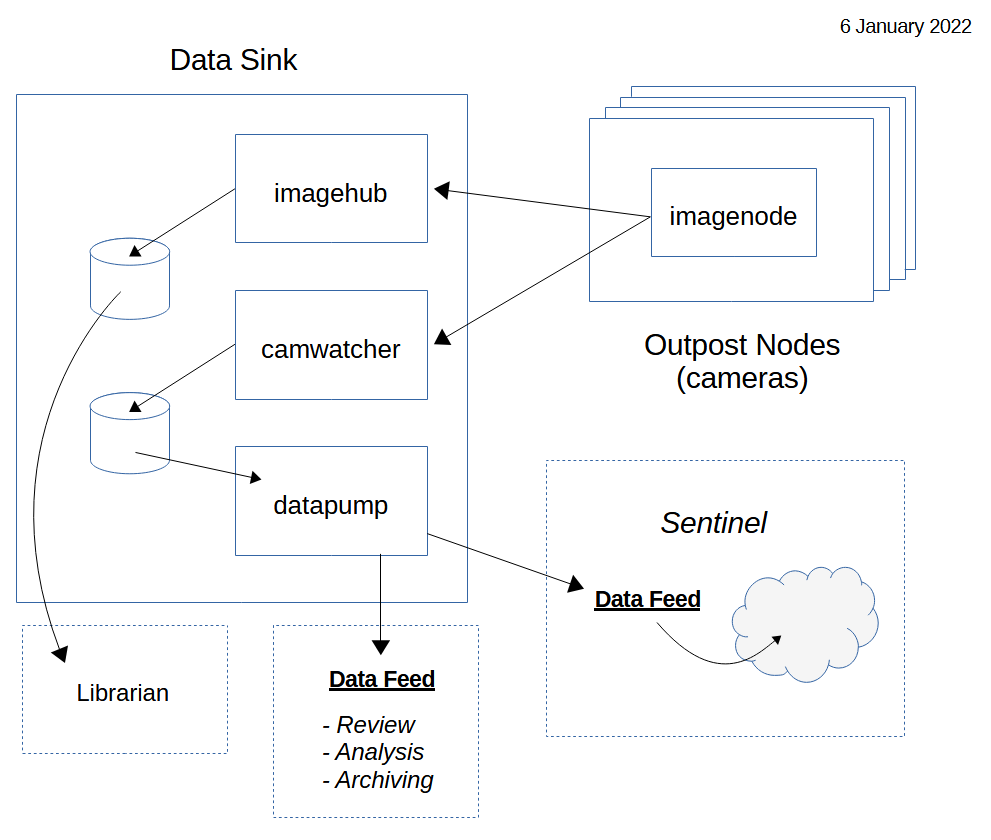 6 January 2022
Data Sink
imagehub
imagenode
camwatcher
Outpost Nodes
(cameras)
datapump
Sentinel
Data Feed
Librarian
Data Feed
- Review
- Analysis
- Archiving